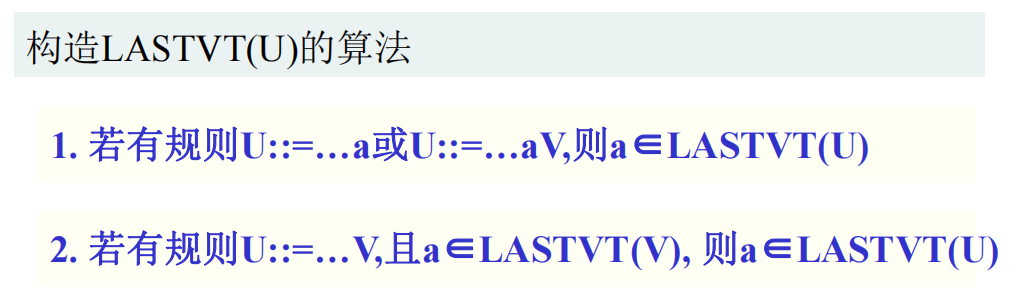 构造LASTVT(U)的算法
1. 若有规则U::=…a或U::=…aV,则a∈LASTVT(U)
2. 若有规则U::=…V,且a∈LASTVT(V), 则a∈LASTVT(U)